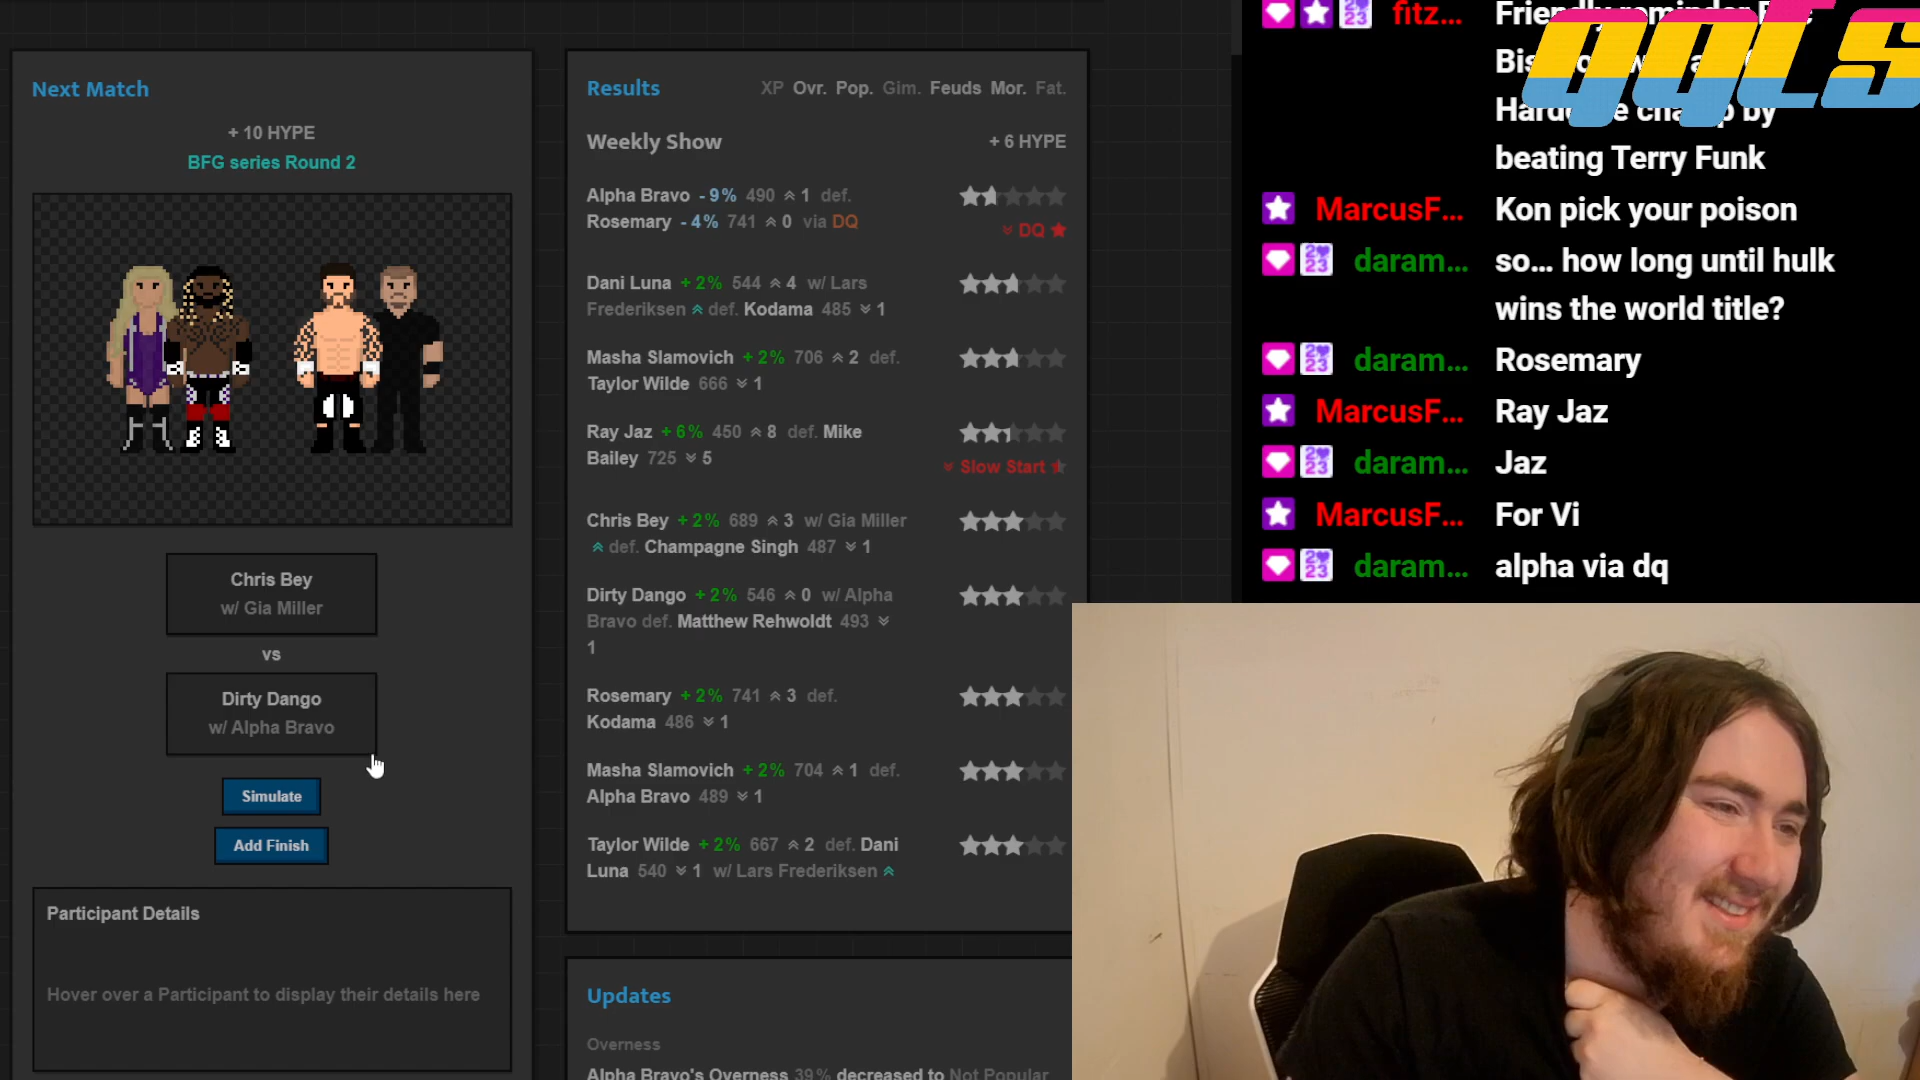 Next Match
+ 10 HYPE
BFG series Round 2
Chris Bey
w/ Gia Miller
vs
Dirty Dango
w/ Alpha Bravo
Simulate
Add Finish
Participant Details
Hover over a Participant to display their details here
Results XP Ovr. Pop. Gim. Feuds Mor. Fat.
Weekly Show + 6 HYPE
Alpha Bravo - 9% 490 1 def.
Rosemary - 4% 741 0 via DQ
DQ
Dani Luna + 2% 544 4 w/ Lars
Frederiksen def. Kodama 485 1
Masha Slamovich + 2% 706 2 def.
Taylor Wilde 666 1
Ray Jaz + 6% 450 8 def. Mike
Bailey 725 5
Slow Start
Chris Bey + 2% 689 3 w/ Gia Miller
def. Champagne Singh 487 1
Dirty Dango + 2% 546 0 w/ Alpha
Bravo def. Matthew Rehwoldt 493
1
Rosemary + 2% 741 3 def.
Kodama 486 1
Masha Slamovich + 2% 704 1 def.
Alpha Bravo 489 1
Taylor Wilde + 2% 667 2 def. Dani
Luna 540 1 w/ Lars Frederiksen
Updates
Overness
Alpha Bravo's Overness 39% decreased to Not Popular
fitz... Friendly reminder
by
beating Terry Funk
MarcusF... Kon pick your poison
daram... so... how long until hulk
wins the world title?
daram... Rosemary
MarcusF... Ray Jaz
daram... Jaz
MarcusF... For Vi
daram... alpha via dq